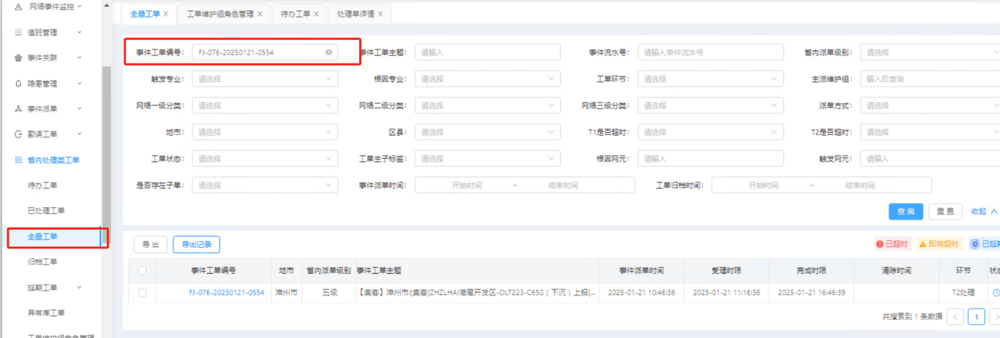 网络事件监控
值班管理
事件关联
隐患管理
事件派单
勘误工单
省内处理类工单
待办工单
已处理工单
全量工单
归档工单
延期工单
异常库工单
工单维护组角色管理
全量工单 × 工单维护组角色管理 × 待办工单 × 处理单详情 ×
事件工单编号: FJ-076-20250121-0554 事件工单主题: 请输入 事件流水号: 请输入事件流水号 省内派单级别: 请选择
触发专业: 请选择 根因专业: 请选择 工单环节: 请选择 主派维护组: 输入后查询
网络一级分类: 请选择 网络二级分类: 请选择 网络三级分类: 请选择 派单方式: 请选择
地市: 请选择 区县: 请选择 T1是否超时: 请选择 T2是否超时: 请选择
工单状态: 请选择 工单主子标签: 请选择 根因网元: 请输入 触发网元: 请输入
是否存在子单: 请选择 事件派单时间: 开始时间 ~ 结束时间 工单归档时间: 开始时间 ~ 结束时间
查询 重置 收起
导出 导出记录 已超时 即将超时 已延
事件工单编号 地市 省内派单级别 事件工单主题 事件派单时间 受理时限 完成时限 清除时间 环节 状态
FJ-076-20250121-0554 漳州市 五级 【集客】漳州市:[集客]ZHZLHAI港尾开发区-OLT223-C650（下沉）上报[... 2025-01-21 10:46:36 2025-01-21 11:16:36 2025-01-21 16:46:39 T2处理
共搜索到 1 条数据 < 1 >